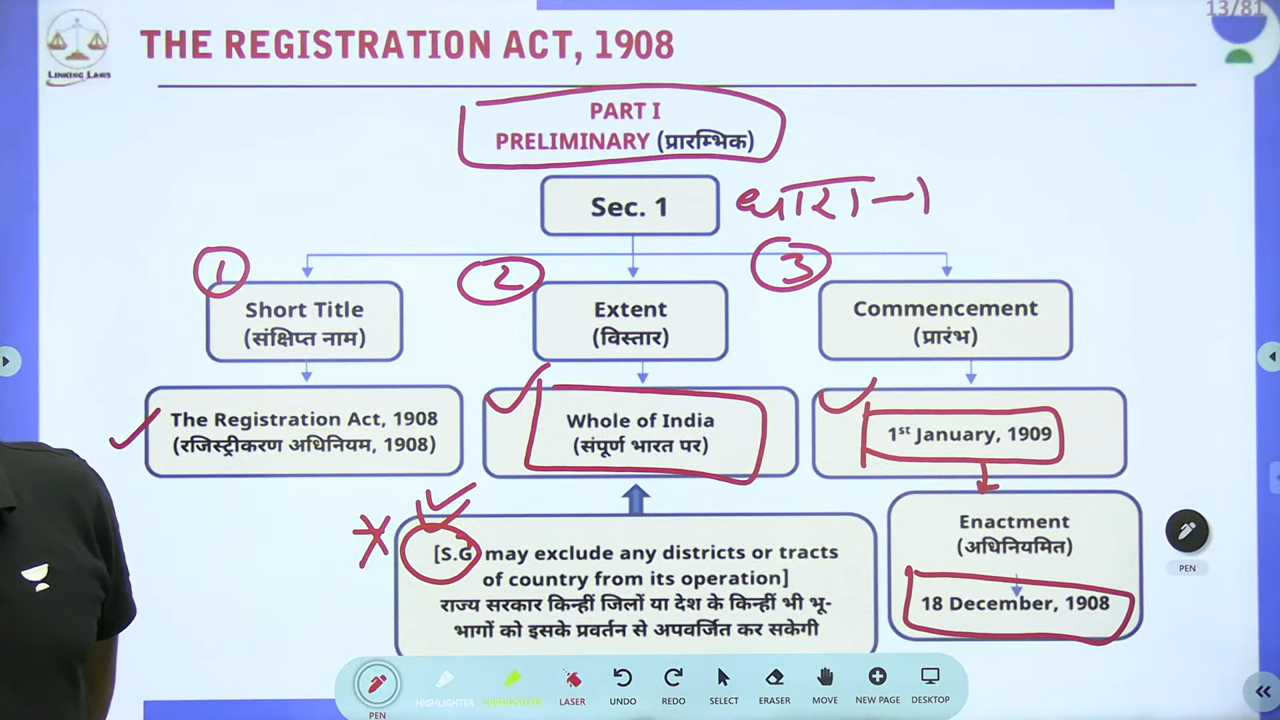 13/81
LINKING LAWS
THE REGISTRATION ACT, 1908
PART I
PRELIMINARY (प्रारम्भिक)
Sec. 1
धारा-1
1
2
3
Short Title
(संक्षिप्त नाम)
Extent
(विस्तार)
Commencement
(प्रारंभ)
The Registration Act, 1908
(रजिस्ट्रीकरण अधिनियम, 1908)
Whole of India
(संपूर्ण भारत पर)
1st January, 1909
[S.G may exclude any districts or tracts
of country from its operation]
राज्य सरकार किन्हीं जिलों या देश के किन्हीं भी भू-
भागों को इसके प्रवर्तन से अपवर्जित कर सकेगी
Enactment
(अधिनियमित)
18 December, 1908
PEN
PEN
HIGHLIGHTER
HIGHLIGHTER
LASER
UNDO
REDO
SELECT
ERASER
MOVE
NEW PAGE
DESKTOP